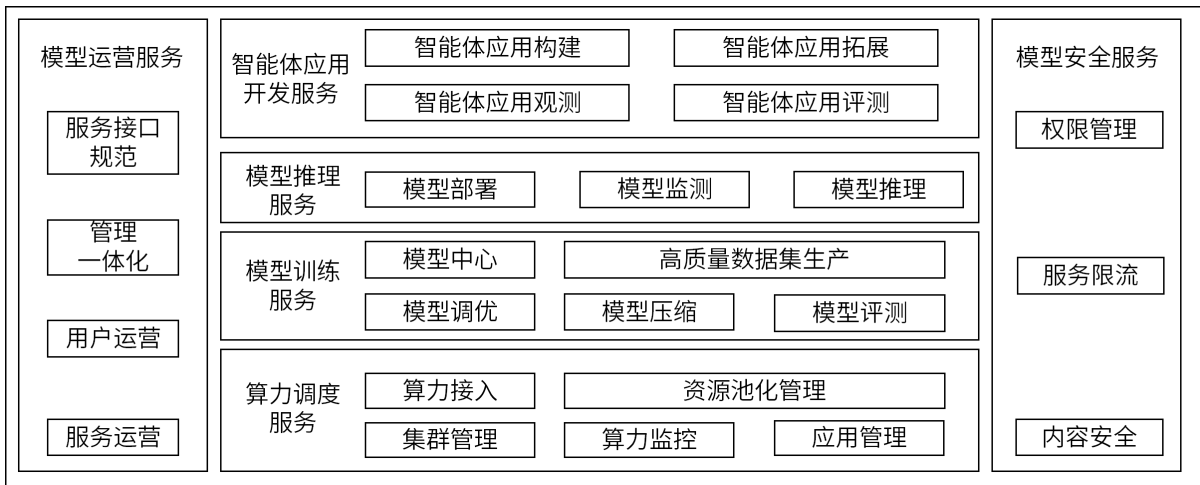 模型运营服务
服务接口
规范
管理
一体化
用户运营
服务运营
智能体应用
开发服务
智能体应用构建
智能体应用拓展
智能体应用观测
智能体应用评测
模型推理
服务
模型部署
模型监测
模型推理
模型训练
服务
模型中心
高质量数据集生产
模型调优
模型压缩
模型评测
算力调度
服务
算力接入
资源池化管理
集群管理
算力监控
应用管理
模型安全服务
权限管理
服务限流
内容安全